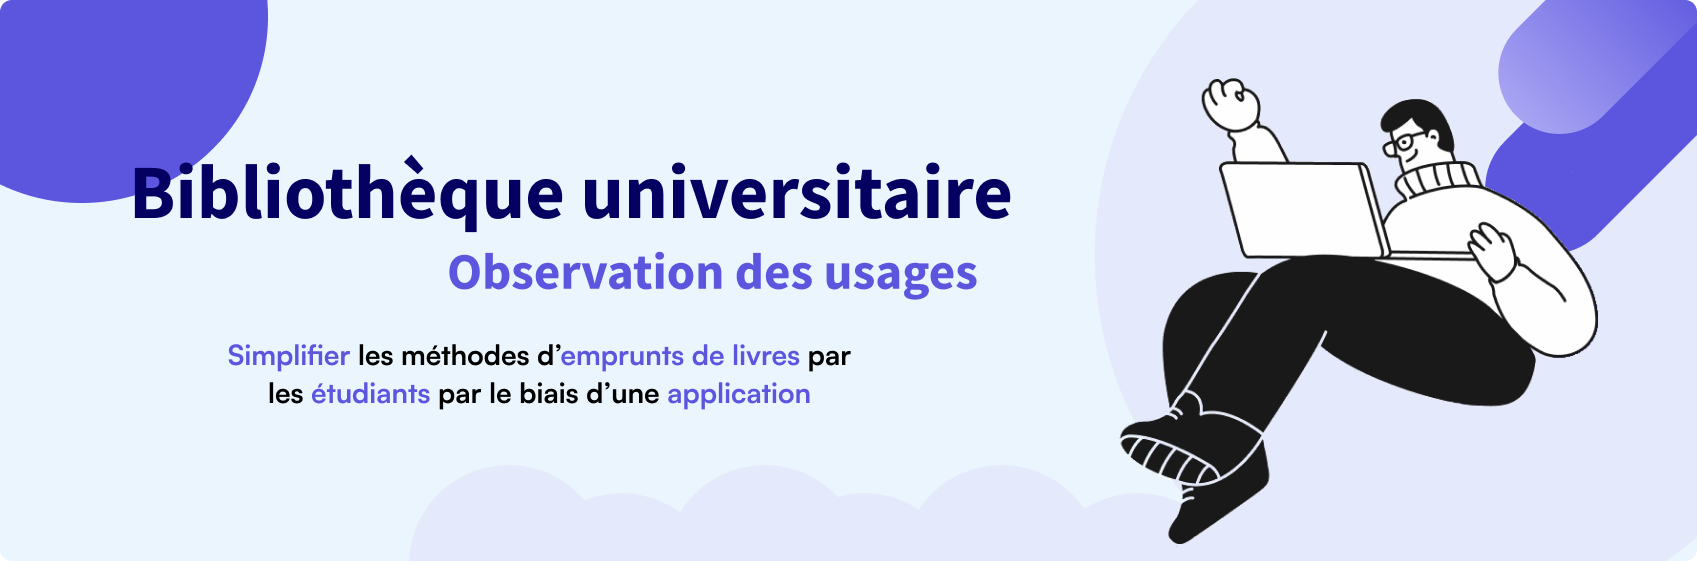 Bibliothèque universitaire
Observation des usages
Simplifier les méthodes d’emprunts de livres par
les étudiants par le biais d’une application